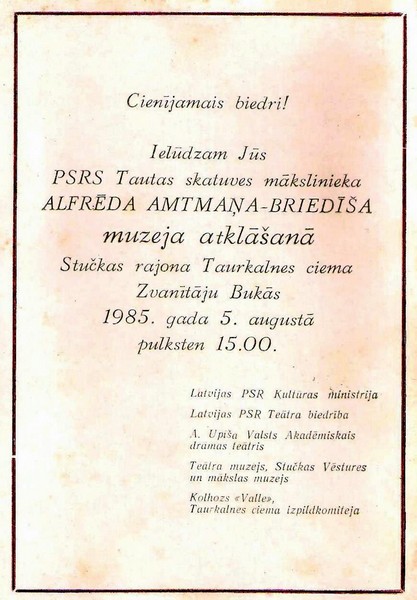 Cienījamais biedri!
Ielūdzam Jūs
PSRS Tautas skatuves mākslinieka
ALFRĒDA AMTMAŅA-BRIEDĪŠA
muzeja atklāšanā
Stučkas rajona Taurkalnes ciema
Zvanītāju Bukās
1985. gada 5. augustā
pulksten 15.00.
Latvijas PSR Kultūras ministrija
Latvijas PSR Teātra biedrība
A. Upīša Valsts Akadēmiskais
drāmas teātris
Teātra muzejs, Stučkas Vēstures
un mākslas muzejs
Kolhozs «Valle»,
Taurkalnes ciema izpildkomiteja